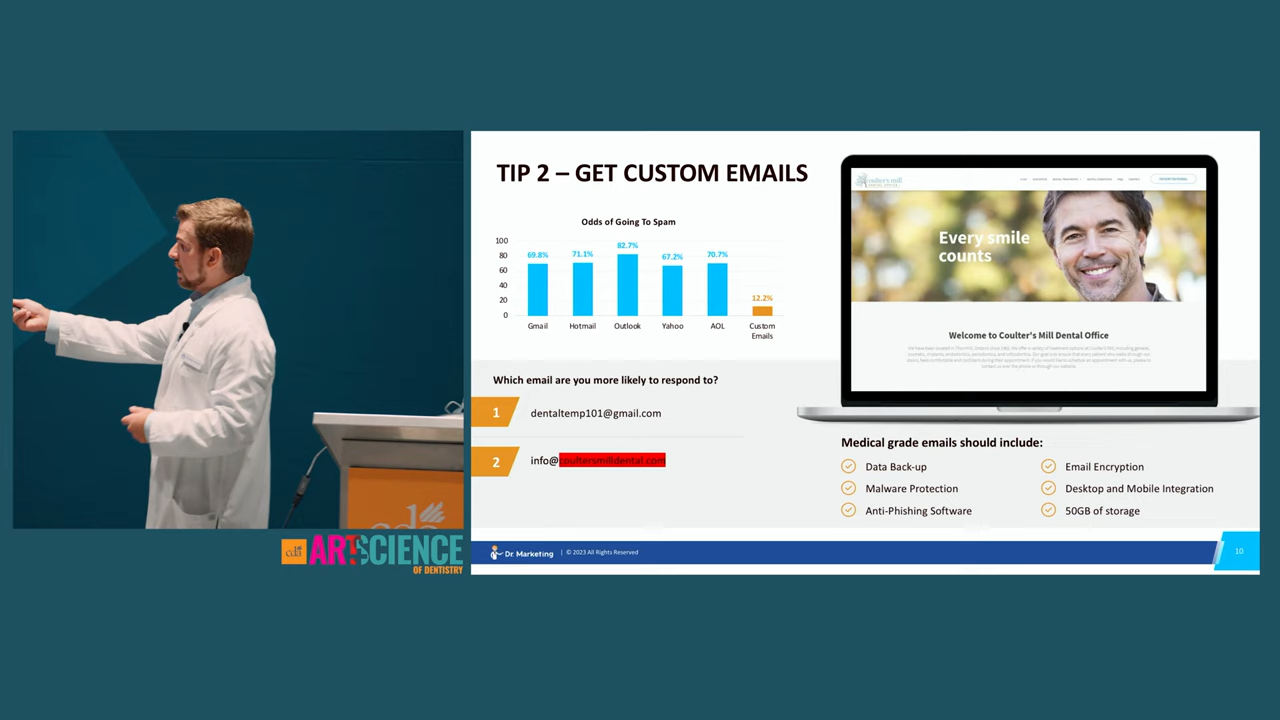 TIP 2 – GET CUSTOM EMAILS
Odds of Going To Spam
100
80
60
40
20
0
69.8%
71.1%
82.7%
67.2%
70.7%
12.2%
Gmail
Hotmail
Outlook
Yahoo
AOL
Custom
Emails
Which email are you more likely to respond to?
1
dentaltemp101@gmail.com
2
info@coultersmilldental.com
coulter's mill
Every smile
counts
Welcome to Coulter's Mill Dental Office
Medical grade emails should include:
Data Back-up
Email Encryption
Malware Protection
Desktop and Mobile Integration
Anti-Phishing Software
50GB of storage
cda
cda
ART & SCIENCE
OF DENTISTRY
Dr. Marketing | © 2023 All Rights Reserved
10